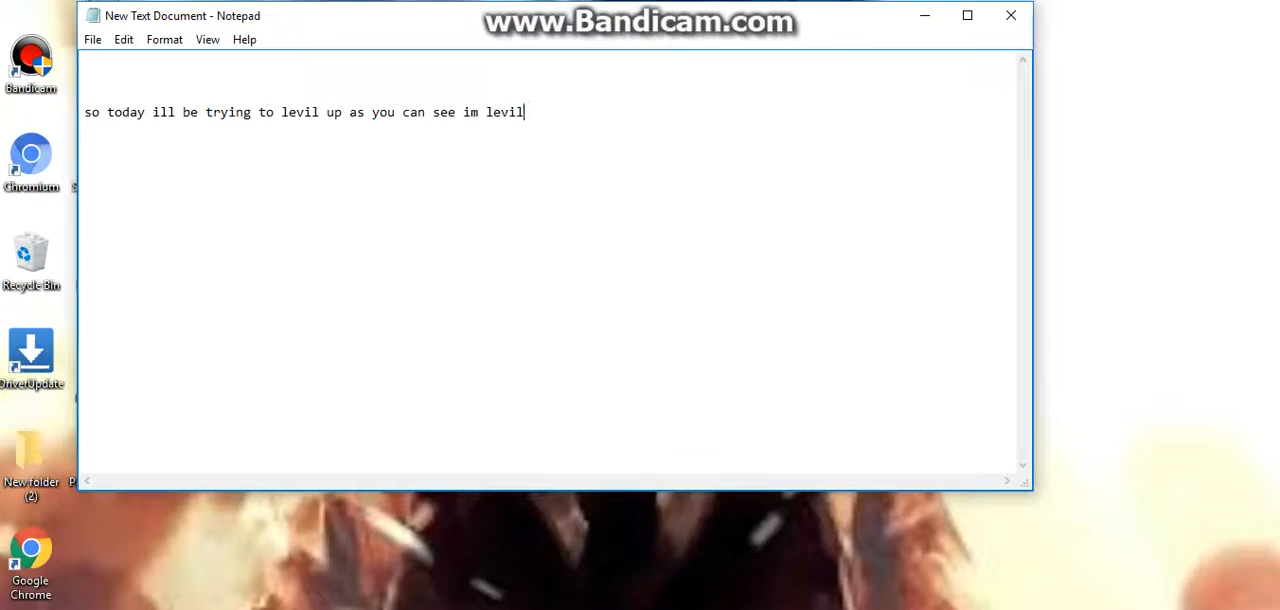 New Text Document - Notepad
www.Bandicam.com
File Edit Format View Help
so today ill be trying to levil up as you can see im levil
Bandicam
Chromium
Recycle Bin
DriverUpdate
New folder
(2)
Google
Chrome